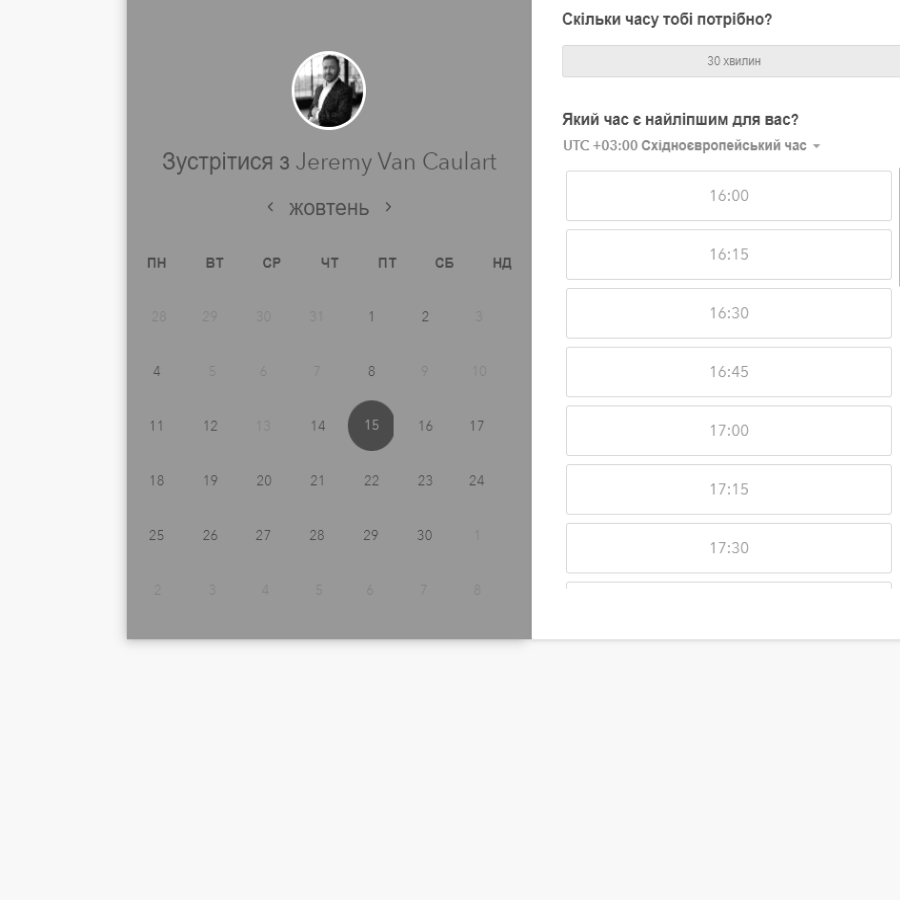 Зустрітися з Jeremy Van Caulart
жовтень
ПН ВТ СР ЧТ ПТ СБ НД
28 29 30 31 1 2 3
4 5 6 7 8 9 10
11 12 13 14 15 16 17
18 19 20 21 22 23 24
25 26 27 28 29 30 1
2 3 4 5 6 7 8
Скільки часу тобі потрібно?
30 хвилин
Який час є найліпшим для вас?
UTC +03:00 Східноєвропейський час
16:00
16:15
16:30
16:45
17:00
17:15
17:30